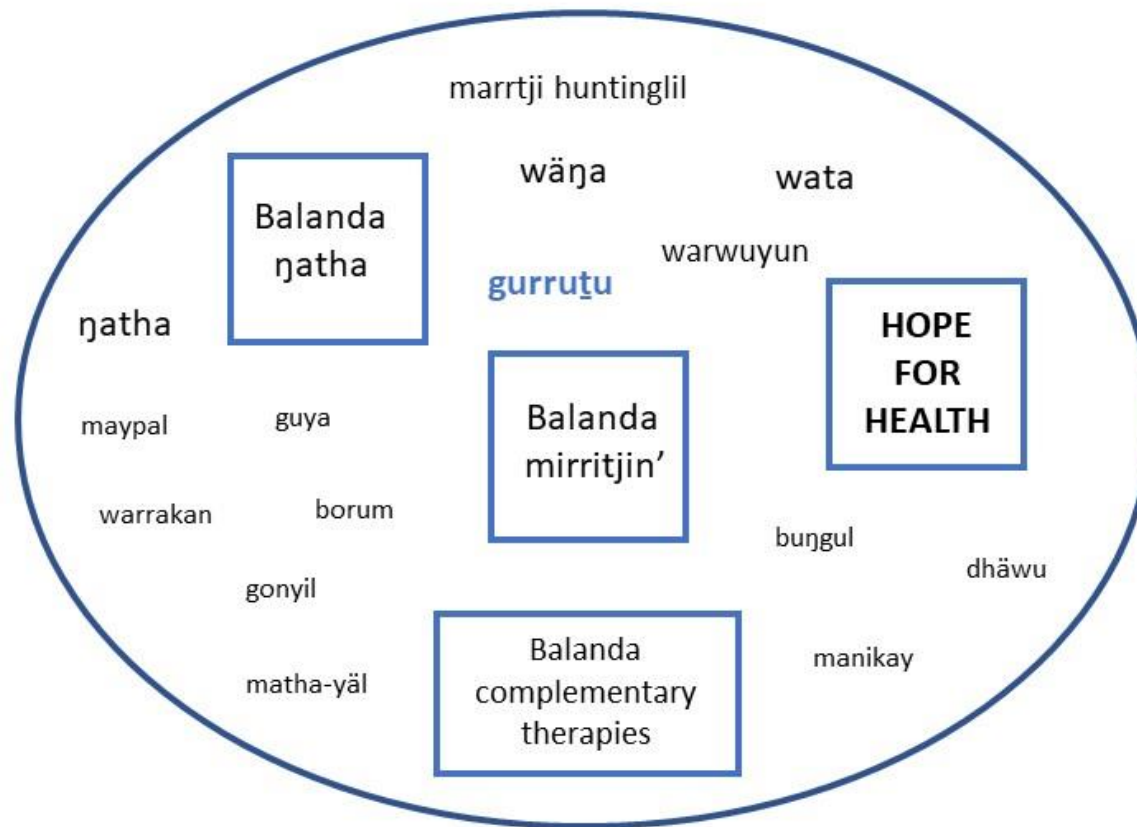 marrtji huntinglil
wäŋa
wata
Balanda
ŋatha
warwuyun
gurruṯu
ŋatha
HOPE
FOR
HEALTH
maypal
guya
Balanda
mirritjin’
warrakan
borum
buŋgul
dhäwu
gonyil
matha-yäl
Balanda
complementary
therapies
manikay